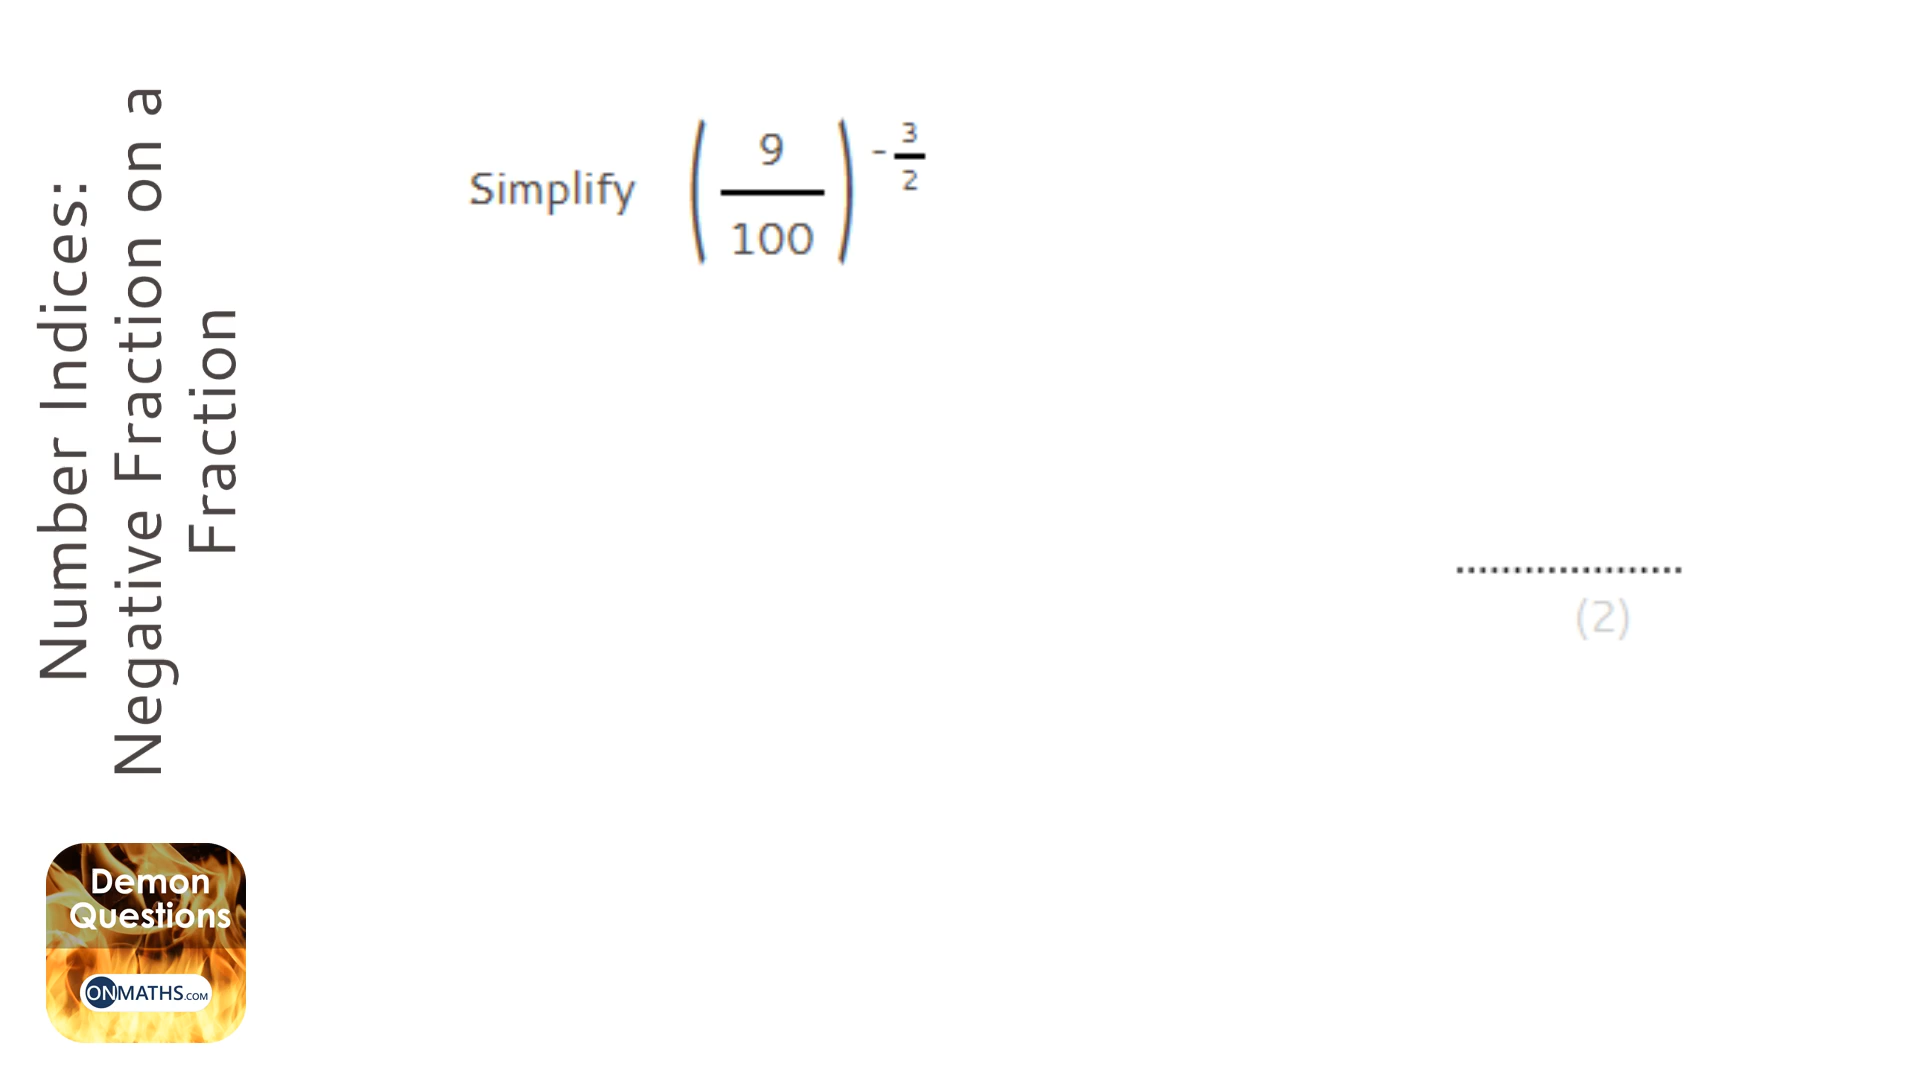 Number Indices:
Negative Fraction on a
Fraction
Simplify (9/100)^-3/2
....................
(2)
Demon
Questions
ONMATHS.COM